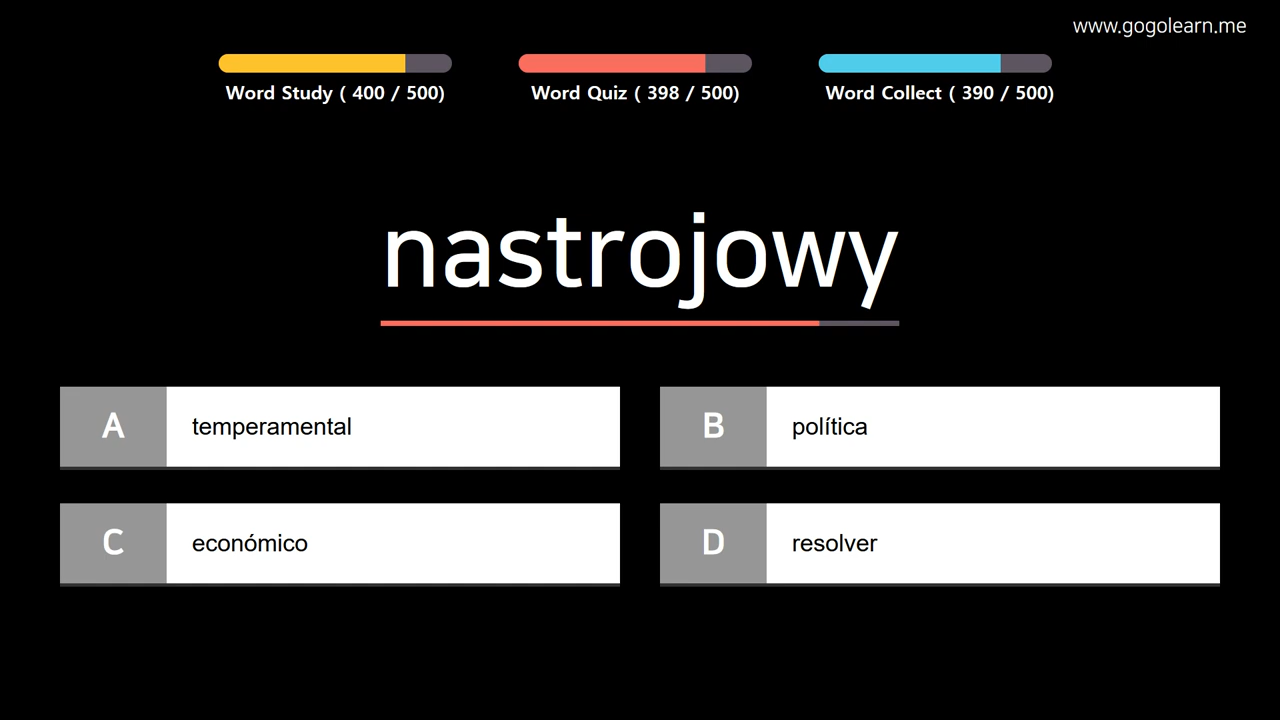 www.gogolearn.me
Word Study ( 400 / 500)
Word Quiz ( 398 / 500)
Word Collect ( 390 / 500)
nastrojowy
A temperamental
B política
C económico
D resolver